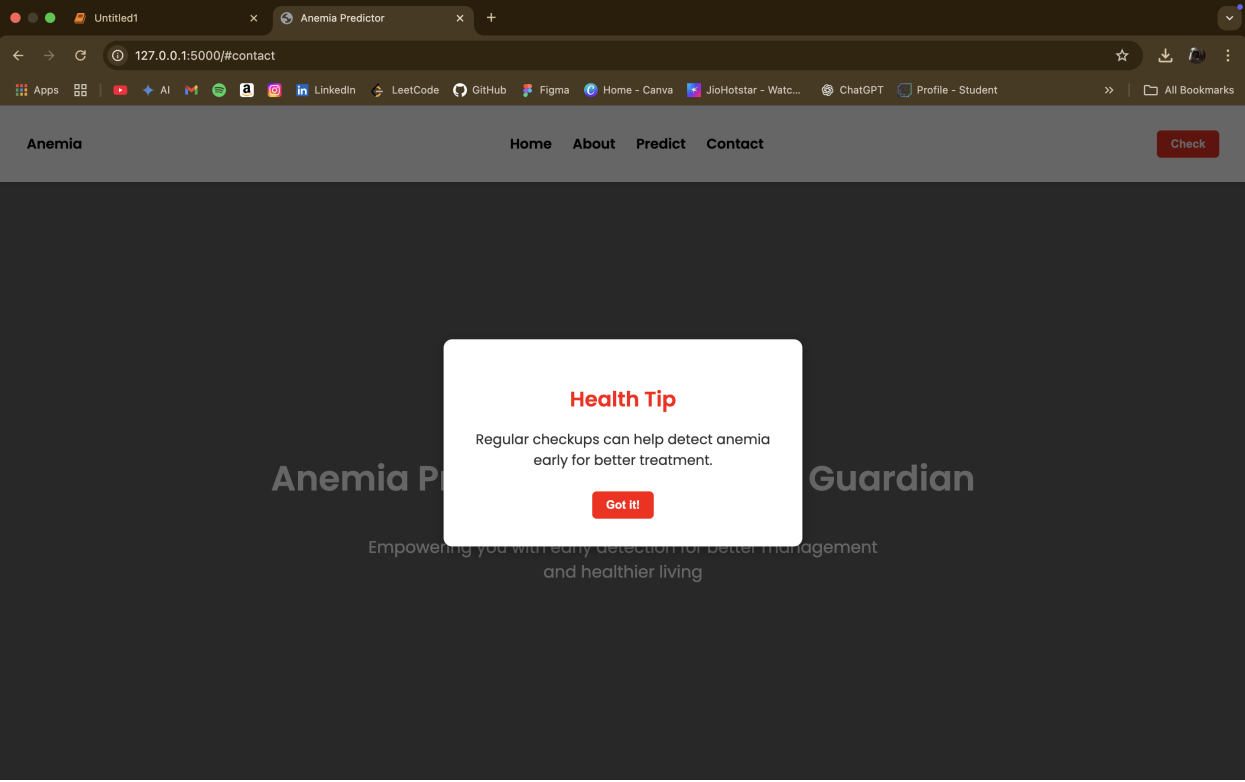 Untitled1
Anemia Predictor
127.0.0.1:5000/#contact
Apps
AI
LinkedIn
LeetCode
GitHub
Figma
Home - Canva
JioHotstar - Watc...
ChatGPT
Profile - Student
All Bookmarks
Anemia
Home
About
Predict
Contact
Check
Health Tip
Regular checkups can help detect anemia
early for better treatment.
Anemia Guardian
Got it!
Empowering you with early detection for better management
and healthier living